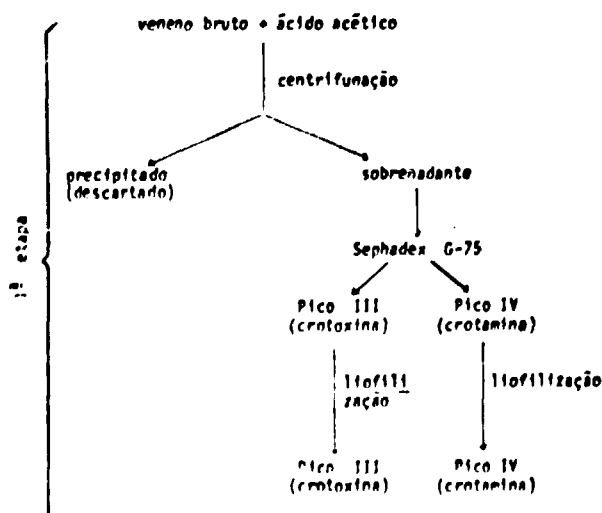 veneno bruto + ácido acético
centrifunação
precipitado
(descartado)
sobrenadante
1ª etapa
Sephadex G-75
Pico III
(crotoxina)
Pico IV
(crotamina)
liofili
zação
liofilização
Pico III
(crotoxina)
Pico IV
(crotamina)